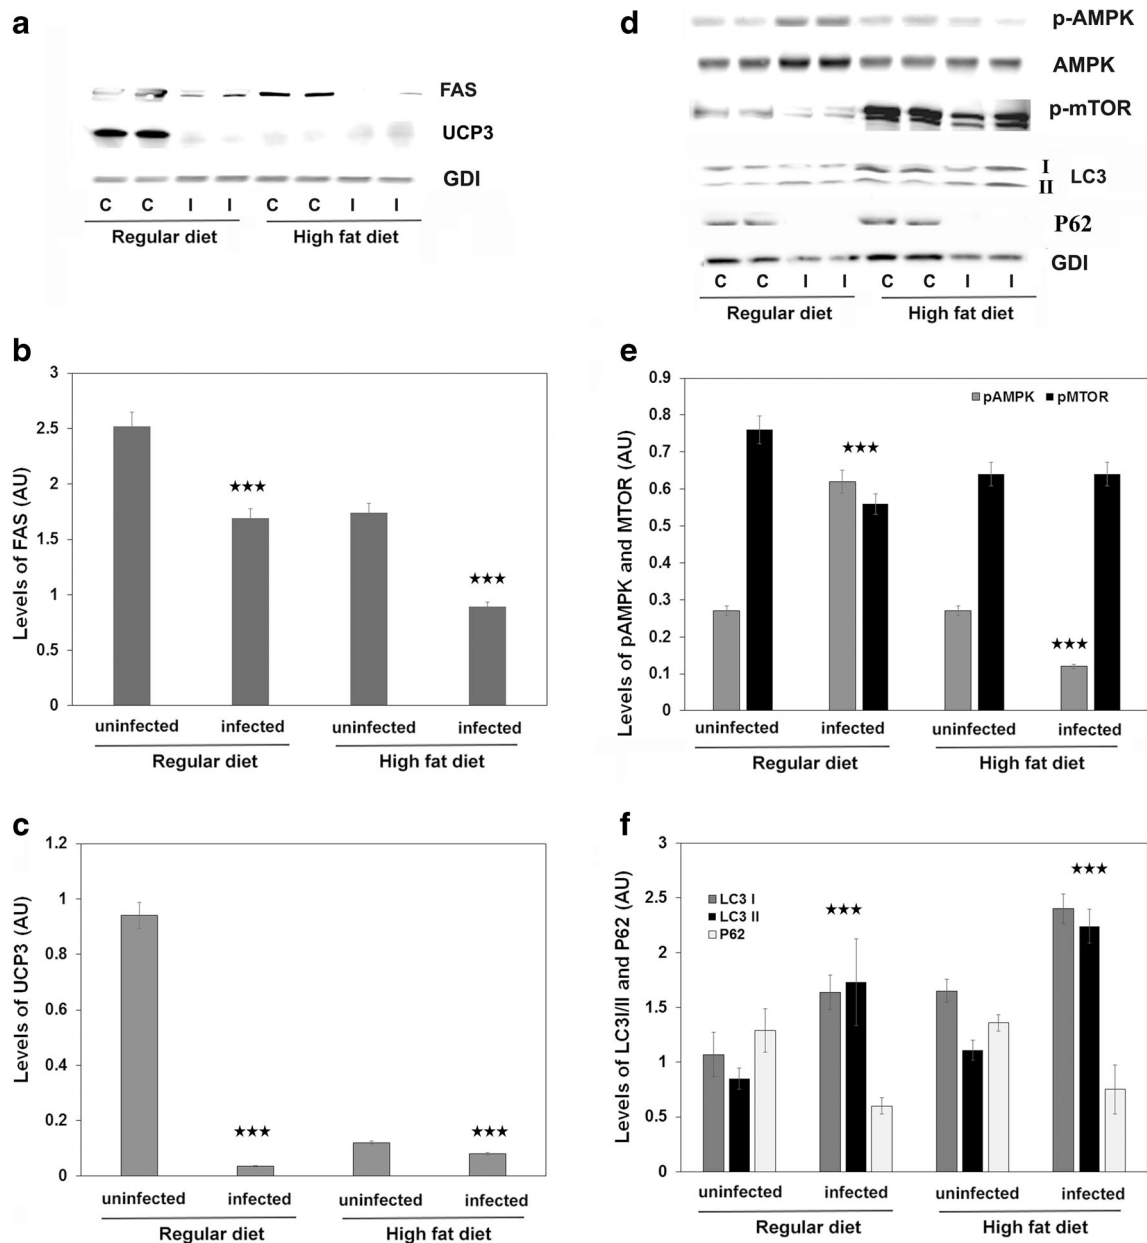 a
FAS
UCP3
GDI
C C I I C C I I
Regular diet High fat diet
d
p-AMPK
AMPK
p-mTOR
I
II
LC3
P62
GDI
C C I I C C I I
Regular diet High fat diet
b
Levels of FAS (AU)
3
2.5
2
1.5
1
0.5
0
★★★
★★★
uninfected infected uninfected infected
Regular diet High fat diet
e
Levels of pAMPK and MTOR (AU)
0.9
0.8
0.7
0.6
0.5
0.4
0.3
0.2
0.1
0
pAMPK pMTOR
★★★
★★★
uninfected infected uninfected infected
Regular diet High fat diet
c
Levels of UCP3 (AU)
1.2
1
0.8
0.6
0.4
0.2
0
★★★ ★★★
uninfected infected uninfected infected
Regular diet High fat diet
f
Levels of LC3I/II and P62 (AU)
3
2.5
2
1.5
1
0.5
0
LC3 I
LC3 II
P62
★★★
★★★
uninfected infected uninfected infected
Regular diet High fat diet